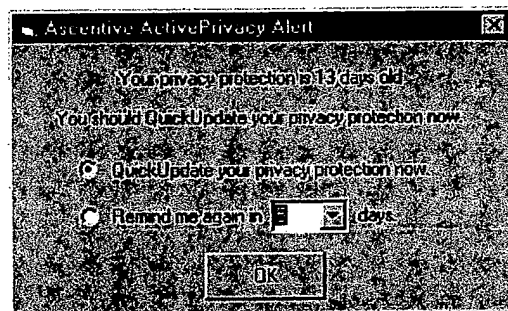 Ascentive ActivePrivacy Alert
Your privacy protection is 13 days old
You should QuickUpdate your privacy protection now.
QuickUpdate your privacy protection now.
Remind me again in days.
OK